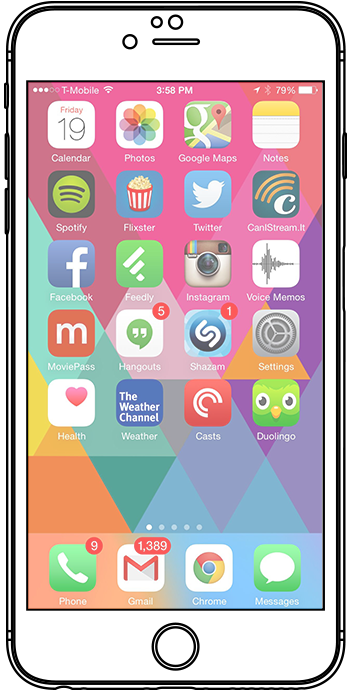 T-Mobile 3:58 PM 79%
Friday
19
Calendar Photos Google Maps Notes
Spotify Flixster Twitter CanIStream.It
Facebook Feedly Instagram Voice Memos
5 1
m
MoviePass Hangouts Shazam Settings
The
Weather
Channel
Health Weather Casts Duolingo
9 1,389
Phone Gmail Chrome Messages